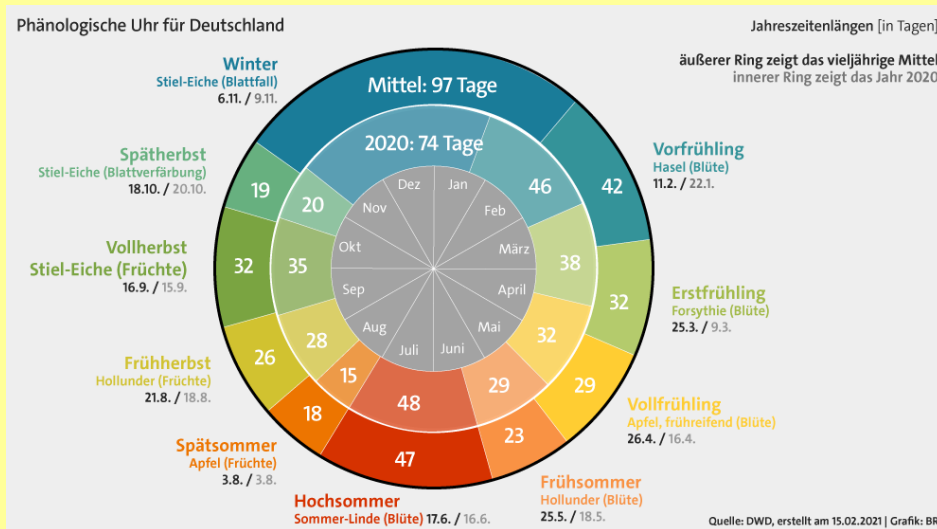 Phänologische Uhr für Deutschland
Jahreszeitenlängen [in Tagen]
äußerer Ring zeigt das vieljährige Mittel
innerer Ring zeigt das Jahr 2020
Winter
Stiel-Eiche (Blattfall)
6.11. / 9.11.
Mittel: 97 Tage
2020: 74 Tage
Vorfrühling
Hasel (Blüte)
11.2. / 22.1.
42
46
Erstfrühling
Forsythie (Blüte)
25.3. / 9.3.
32
38
Vollfrühling
Apfel, frühreifend (Blüte)
26.4. / 16.4.
29
32
Frühsommer
Hollunder (Blüte)
25.5. / 18.5.
23
29
Hochsommer
Sommer-Linde (Blüte) 17.6. / 16.6.
47
48
Spätsommer
Apfel (Früchte)
3.8. / 3.8.
18
15
Frühherbst
Hollunder (Früchte)
21.8. / 18.8.
26
28
Vollherbst
Stiel-Eiche (Früchte)
16.9. / 15.9.
32
35
Spätherbst
Stiel-Eiche (Blattverfärbung)
18.10. / 20.10.
19
20
Jan
Feb
März
April
Mai
Juni
Juli
Aug
Sep
Okt
Nov
Dez
Quelle: DWD, erstellt am 15.02.2021 | Grafik: BR